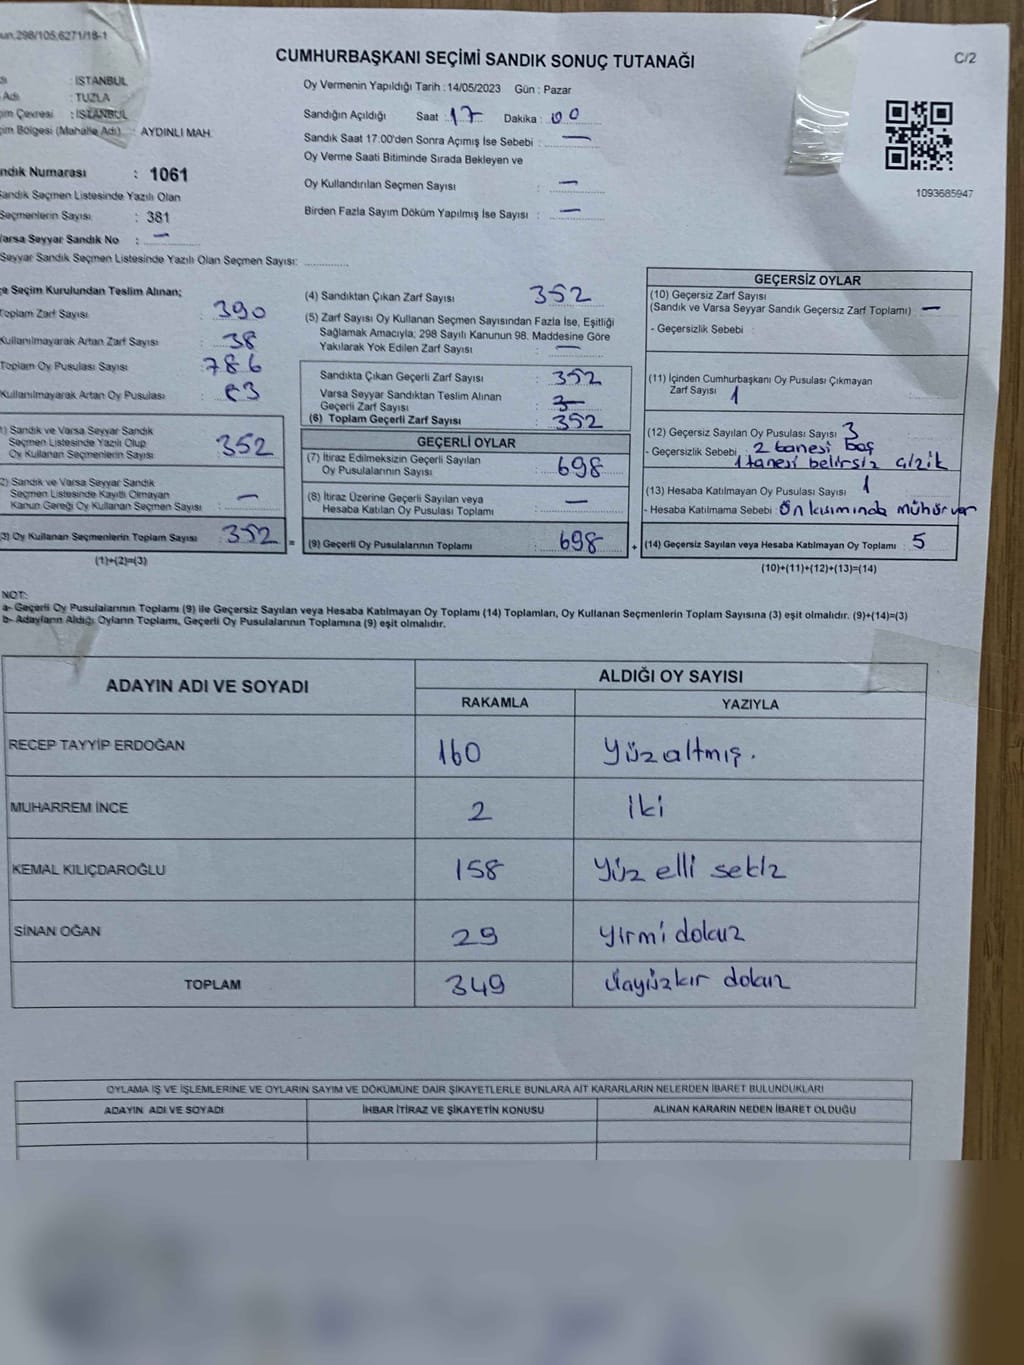 un,298/105,6271/18-1
C/2
CUMHURBAŞKANI SEÇİMİ SANDIK SONUÇ TUTANAĞI
: İSTANBUL
Adı : TUZLA
im Çevresi : İSTANBUL
çim Bölgesi (Mahalle Adı) : AYDINLI MAH.
ndık Numarası : 1061
Sandık Seçmen Listesinde Yazılı Olan
Seçmenlerin Sayısı : 381
Varsa Seyyar Sandık No : —
Seyyar Sandık Seçmen Listesinde Yazılı Olan Seçmen Sayısı: ............
Oy Vermenin Yapıldığı Tarih : 14/05/2023 Gün : Pazar
Sandığın Açıldığı Saat : 17 Dakika : 00
Sandık Saat 17.00'den Sonra Açımış İse Sebebi : —
Oy Verme Saati Bitiminde Sırada Bekleyen ve
Oy Kullandırılan Seçmen Sayısı : —
Birden Fazla Sayım Döküm Yapılmış İse Sayısı : —
1093685947
çe Seçim Kurulundan Teslim Alınan;
Toplam Zarf Sayısı : 390
Kullanılmayarak Artan Zarf Sayısı : 38
Toplam Oy Pusulası Sayısı : 786
Kullanılmayarak Artan Oy Pusulası :
1) Sandık ve Varsa Seyyar Sandık
Seçmen Listesinde Yazılı Olup
Oy Kullanan Seçmenlerin Sayısı : 352
2) Sandık ve Varsa Seyyar Sandık
Seçmen Listesinde Kayıtlı Olmayan
Kanun Gereği Oy Kullanan Seçmen Sayısı : —
3) Oy Kullanan Seçmenlerin Toplam Sayısı : 352 =
(1)+(2)=(3)
(4) Sandıktan Çıkan Zarf Sayısı : 352
(5) Zarf Sayısı Oy Kullanan Seçmen Sayısından Fazla İse, Eşitliği
Sağlamak Amacıyla; 298 Sayılı Kanunun 98. Maddesine Göre
Yakılarak Yok Edilen Zarf Sayısı : —
Sandıkta Çıkan Geçerli Zarf Sayısı : 352
Varsa Seyyar Sandıktan Teslim Alınan
Geçerli Zarf Sayısı :
(6) Toplam Geçerli Zarf Sayısı : 352
GEÇERLİ OYLAR
(7) İtiraz Edilmeksizin Geçerli Sayılan
Oy Pusulalarının Sayısı : 698
(8) İtiraz Üzerine Geçerli Sayılan veya
Hesaba Katılan Oy Pusulası Toplamı : —
(9) Geçerli Oy Pusulalarının Toplamı : 698 +
GEÇERSİZ OYLAR
(10) Geçersiz Zarf Sayısı
(Sandık ve Varsa Seyyar Sandık Geçersiz Zarf Toplamı) : —
- Geçersizlik Sebebi :
(11) İçinden Cumhurbaşkanı Oy Pusulası Çıkmayan
Zarf Sayısı : 1
(12) Geçersiz Sayılan Oy Pusulası Sayısı : 3
- Geçersizlik Sebebi : 2 tanesi boş
1 tanesi belirsiz çizik
(13) Hesaba Katılmayan Oy Pusulası Sayısı : 1
- Hesaba Katılmama Sebebi : Ön kısımında mühür var
(14) Geçersiz Sayılan veya Hesaba Katılmayan Oy Toplamı : 5
(10)+(11)+(12)+(13)=(14)
NOT:
a- Geçerli Oy Pusulalarının Toplamı (9) ile Geçersiz Sayılan veya Hesaba Katılmayan Oy Toplamı (14) Toplamları, Oy Kullanan Seçmenlerin Toplam Sayısına (3) eşit olmalıdır. (9)+(14)=(3)
b- Adayların Aldığı Oyların Toplamı, Geçerli Oy Pusulalarının Toplamına (9) eşit olmalıdır.
ADAYIN ADI VE SOYADI
ALDIĞI OY SAYISI
RAKAMLA YAZIYLA
RECEP TAYYİP ERDOĞAN 160 Yüzaltmış.
MUHARREM İNCE 2 iki
KEMAL KILIÇDAROĞLU 158 Yüz elli sekiz
SİNAN OĞAN 29 yirmi dokuz
TOPLAM 349 üçyüzkır dokuz
OYLAMA İŞ VE İŞLEMLERİNE VE OYLARIN SAYIM VE DÖKÜMÜNE DAİR ŞİKAYETLERLE BUNLARA AİT KARARLARIN NELERDEN İBARET BULUNDUKLARI
ADAYIN ADI VE SOYADI İHBAR İTİRAZ VE ŞİKAYETİN KONUSU ALINAN KARARIN NEDEN İBARET OLDUĞU